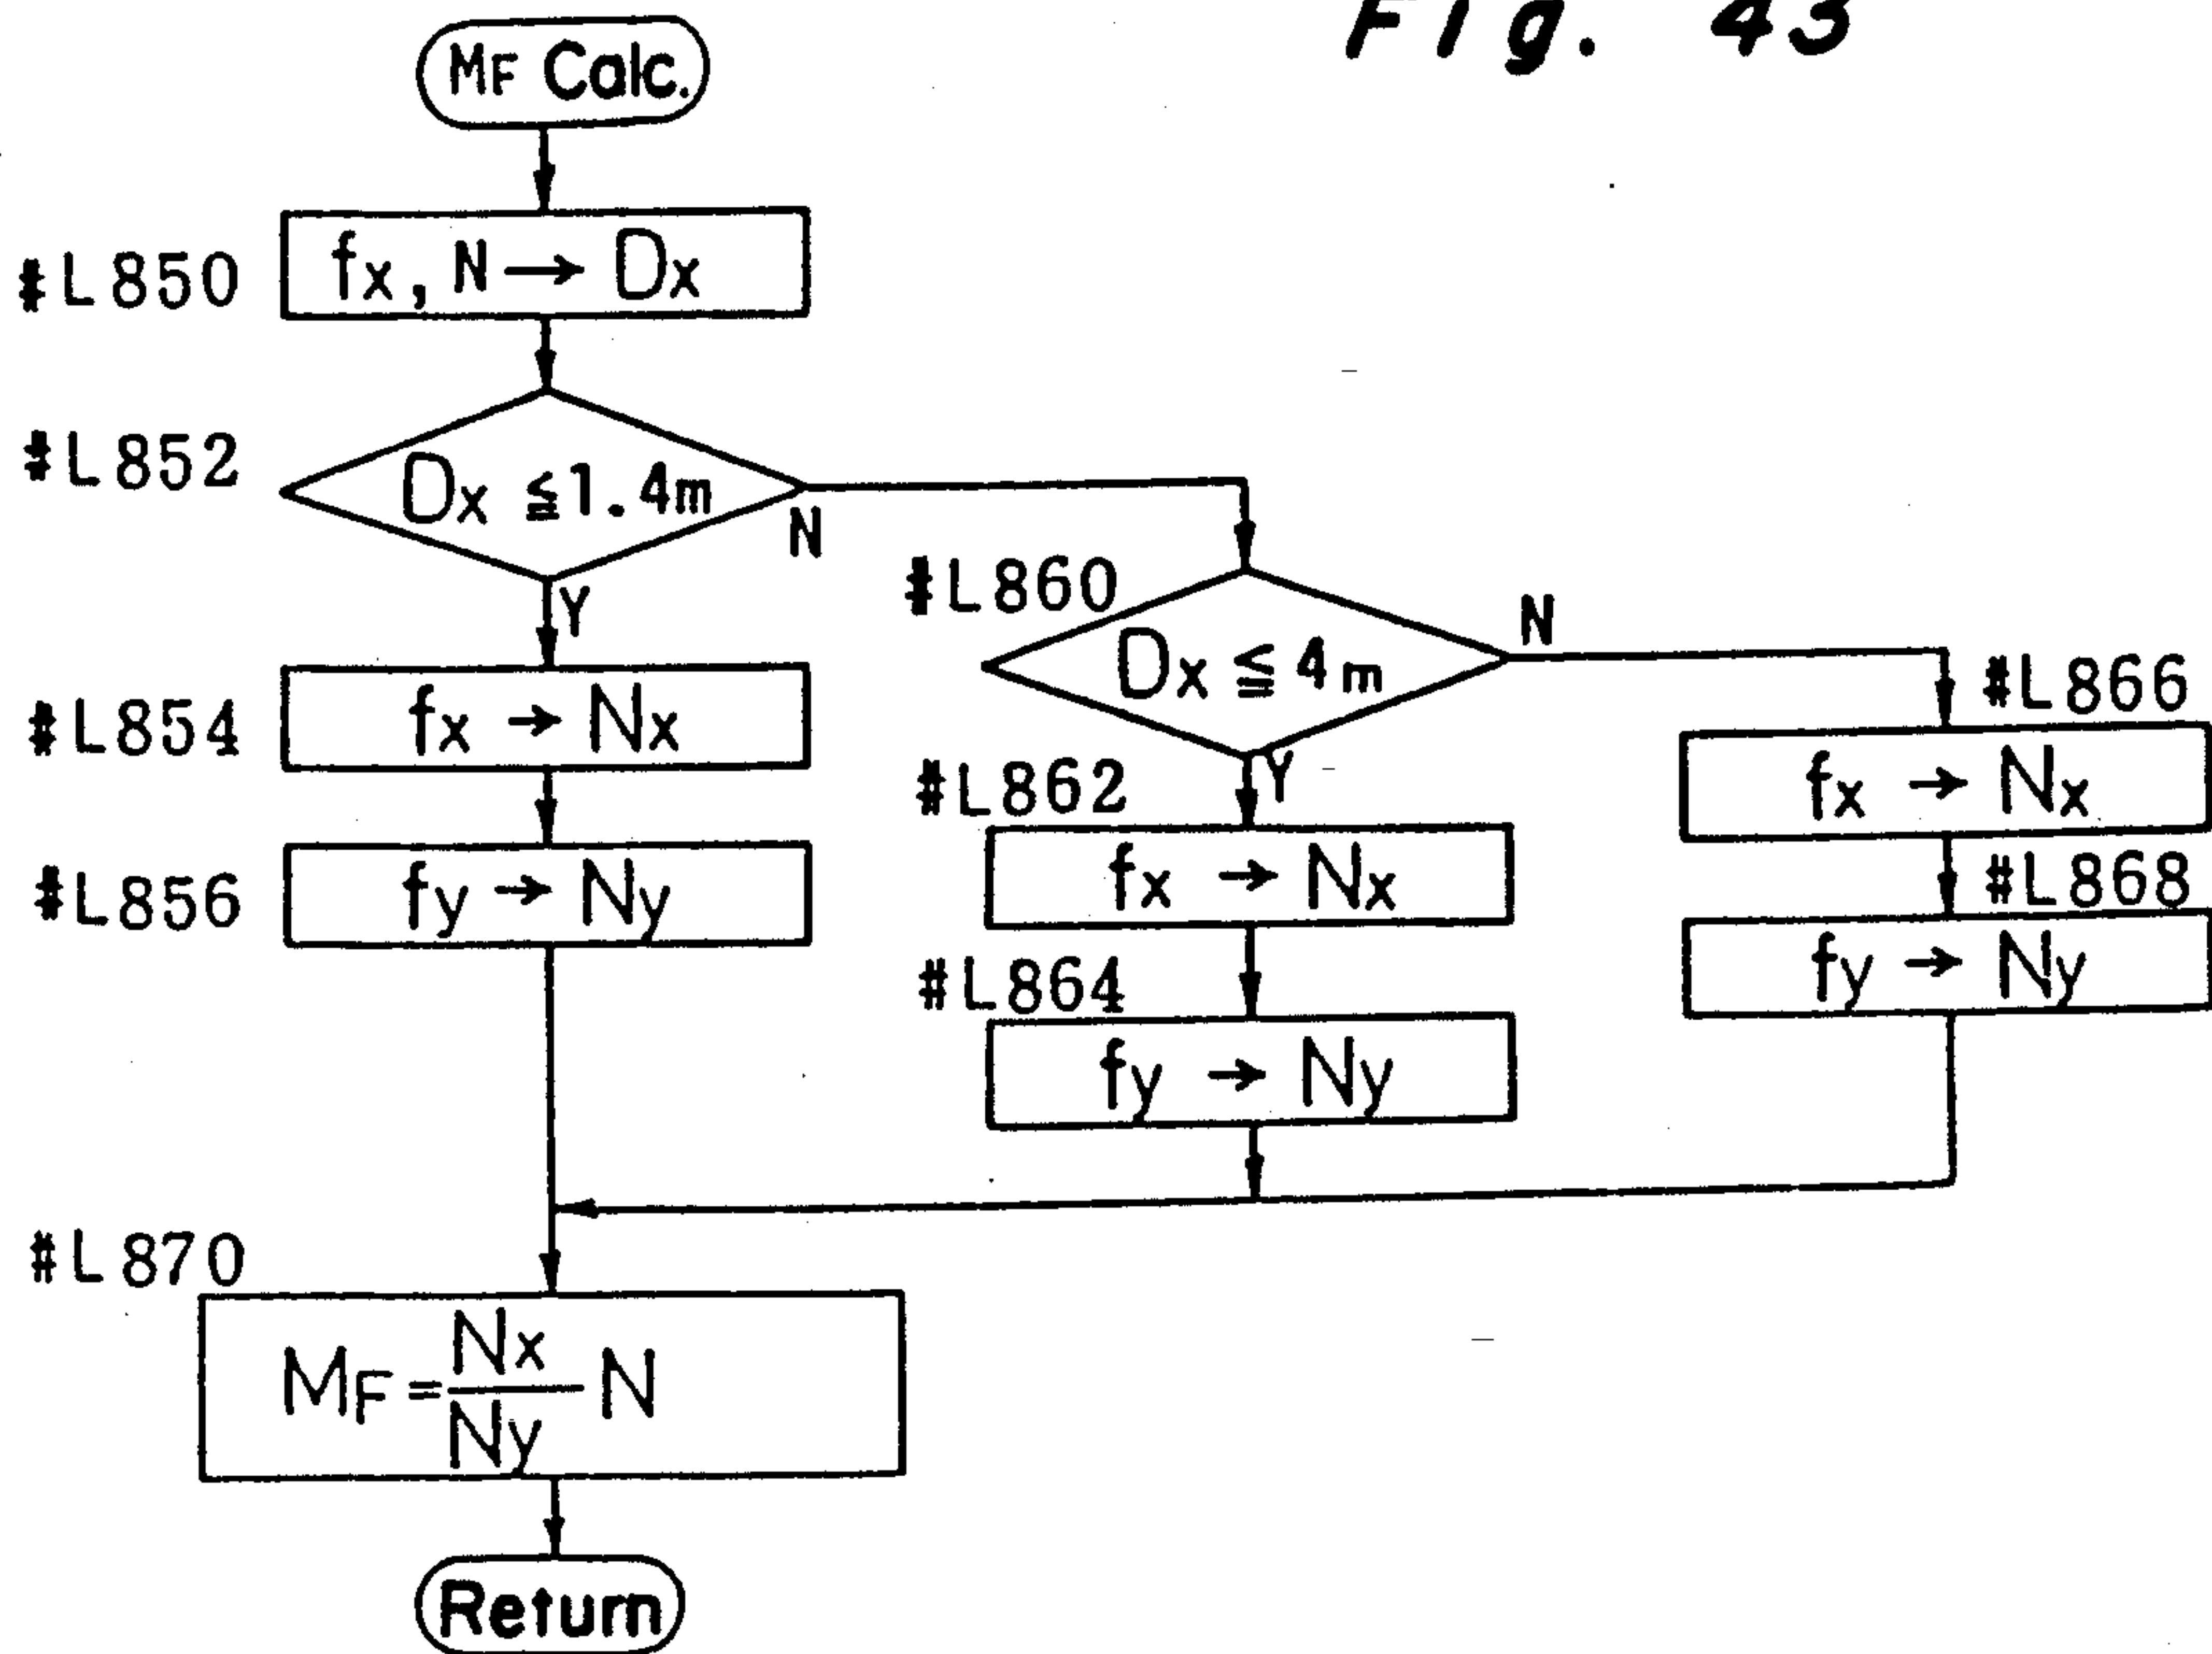 Fig. 43
MF Calc.
#L850
fx, N → Dx
#L852
Dx ≦ 1.4m
N
Y
#L854
fx → Nx
#L856
fy → Ny
#L860
Dx ≦ 4m
N
Y
#L862
fx → Nx
#L864
fy → Ny
#L866
fx → Nx
#L868
fy → Ny
#L870
MF = Nx/Ny N
Return